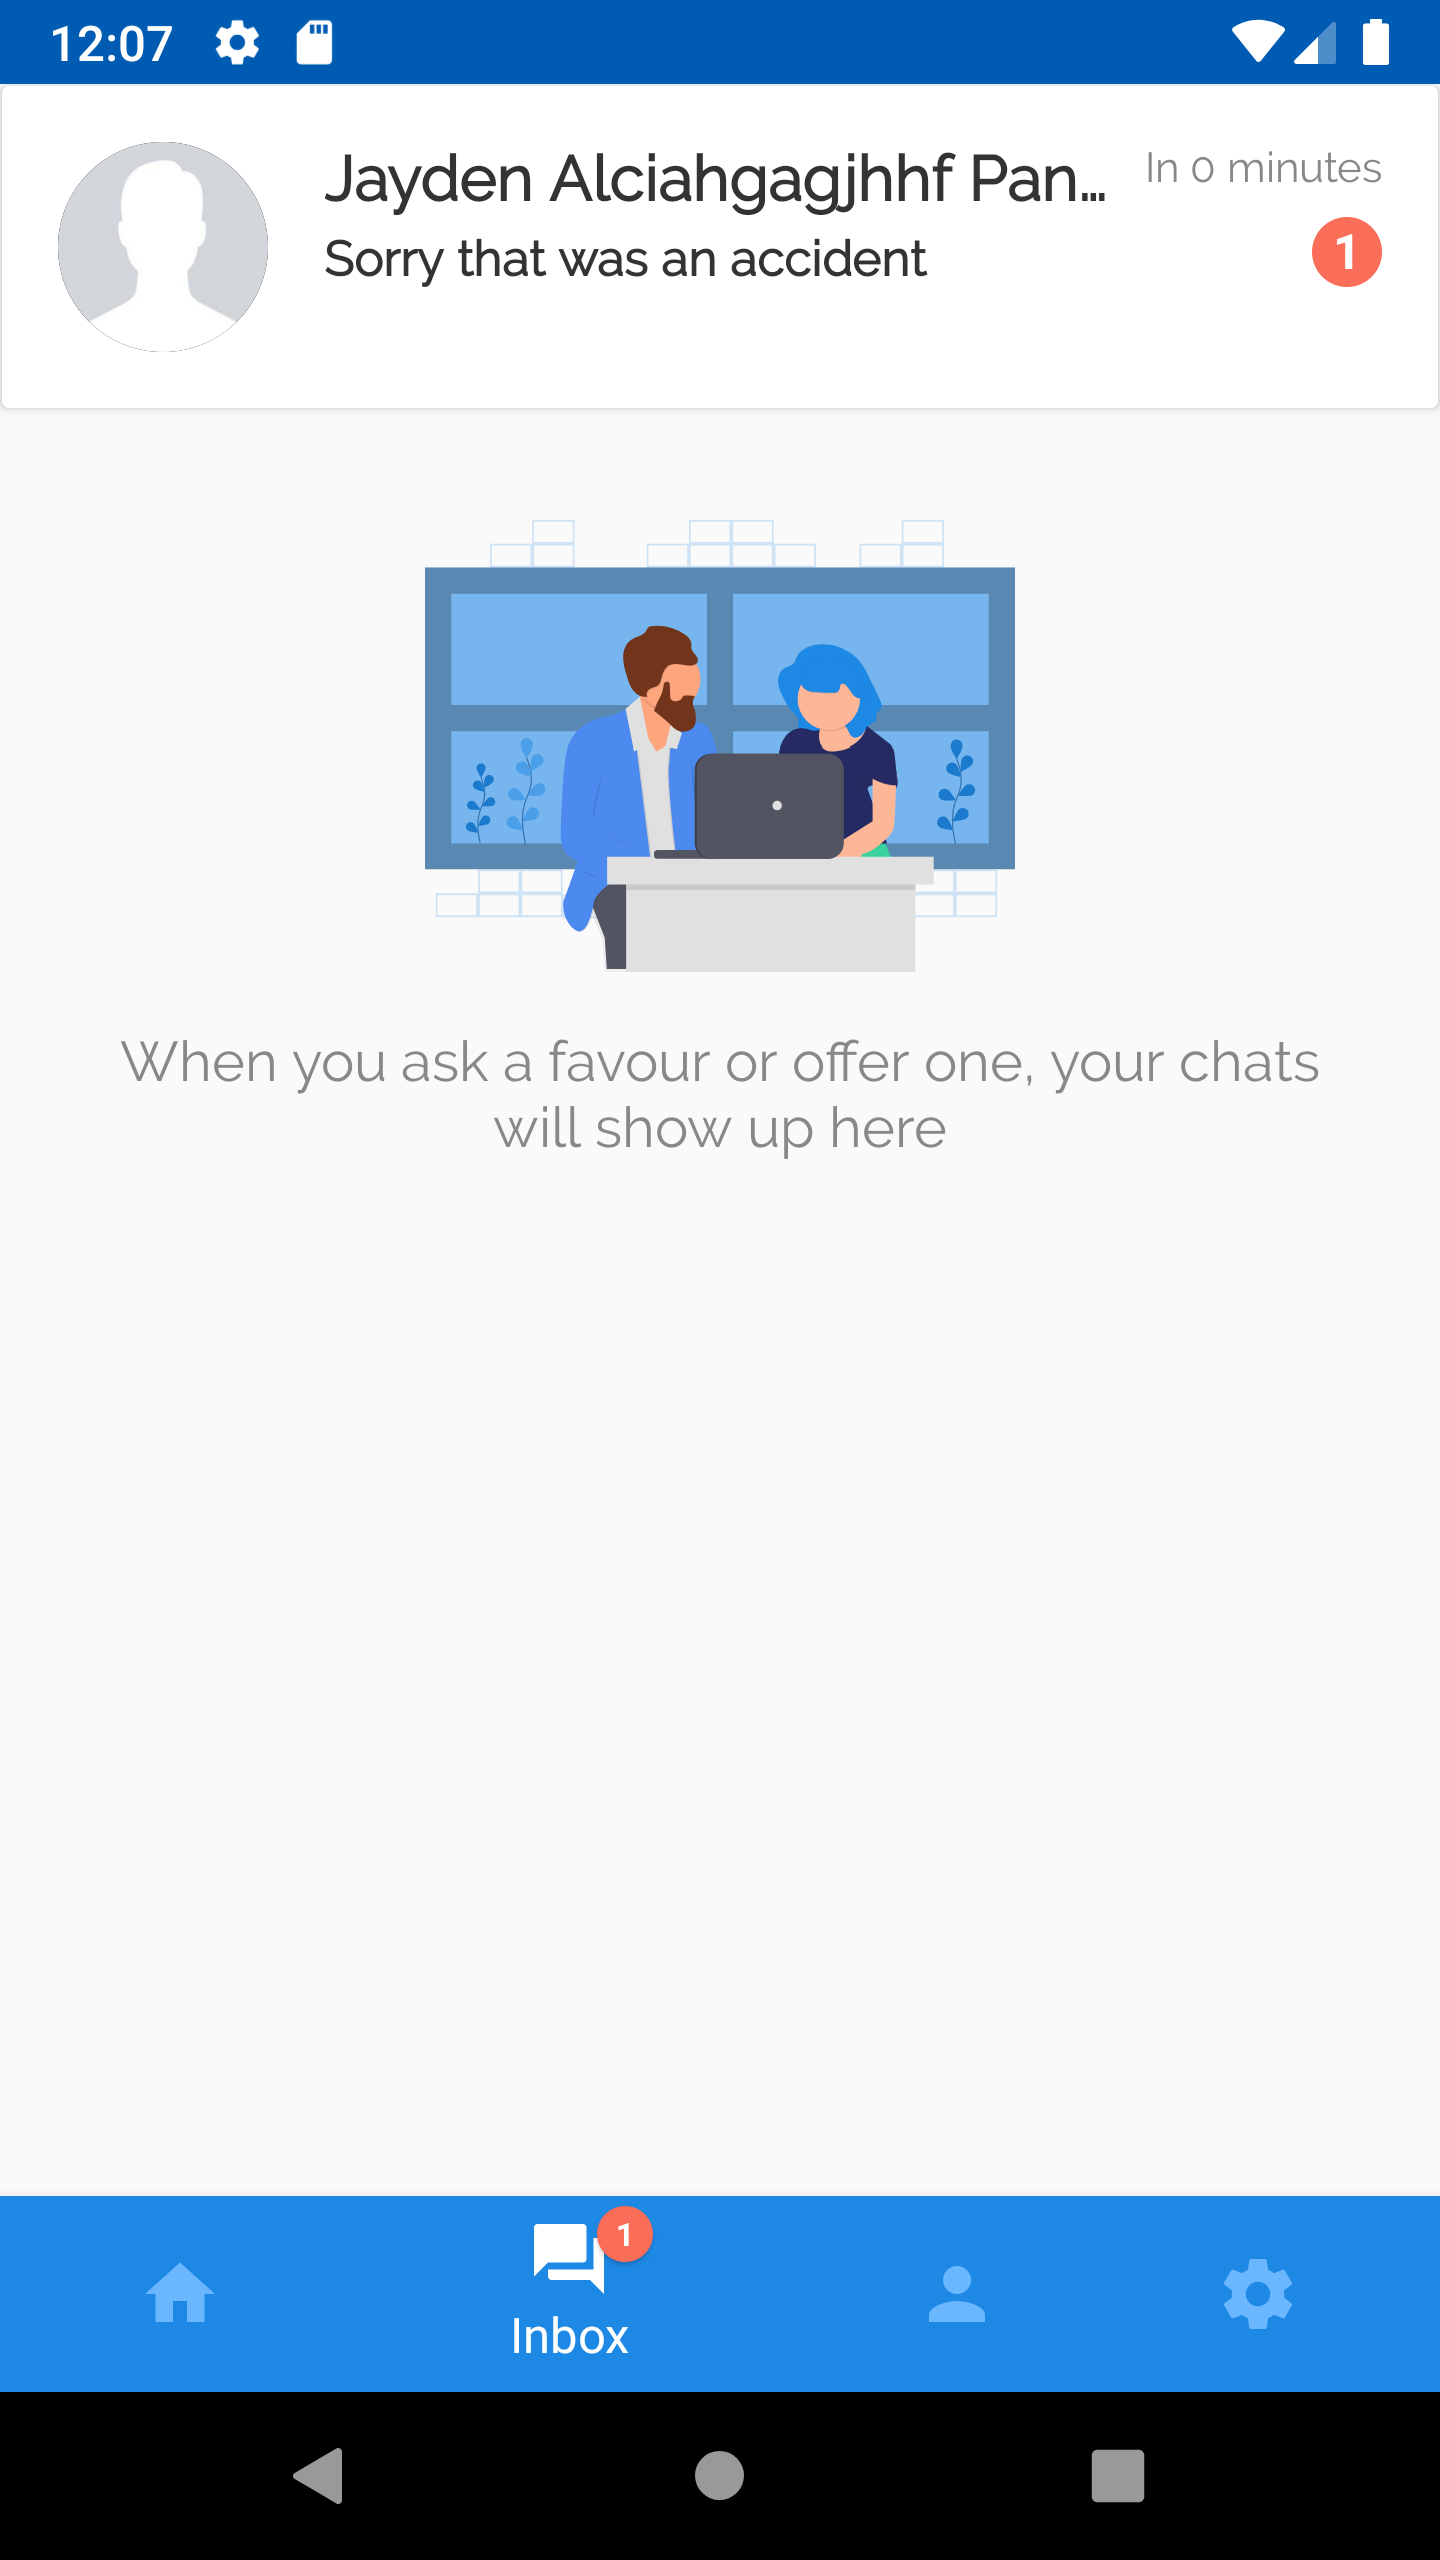 12:07
Jayden Alciahgagjhhf Pan...
In 0 minutes
Sorry that was an accident
1
When you ask a favour or offer one, your chats
will show up here
1
Inbox